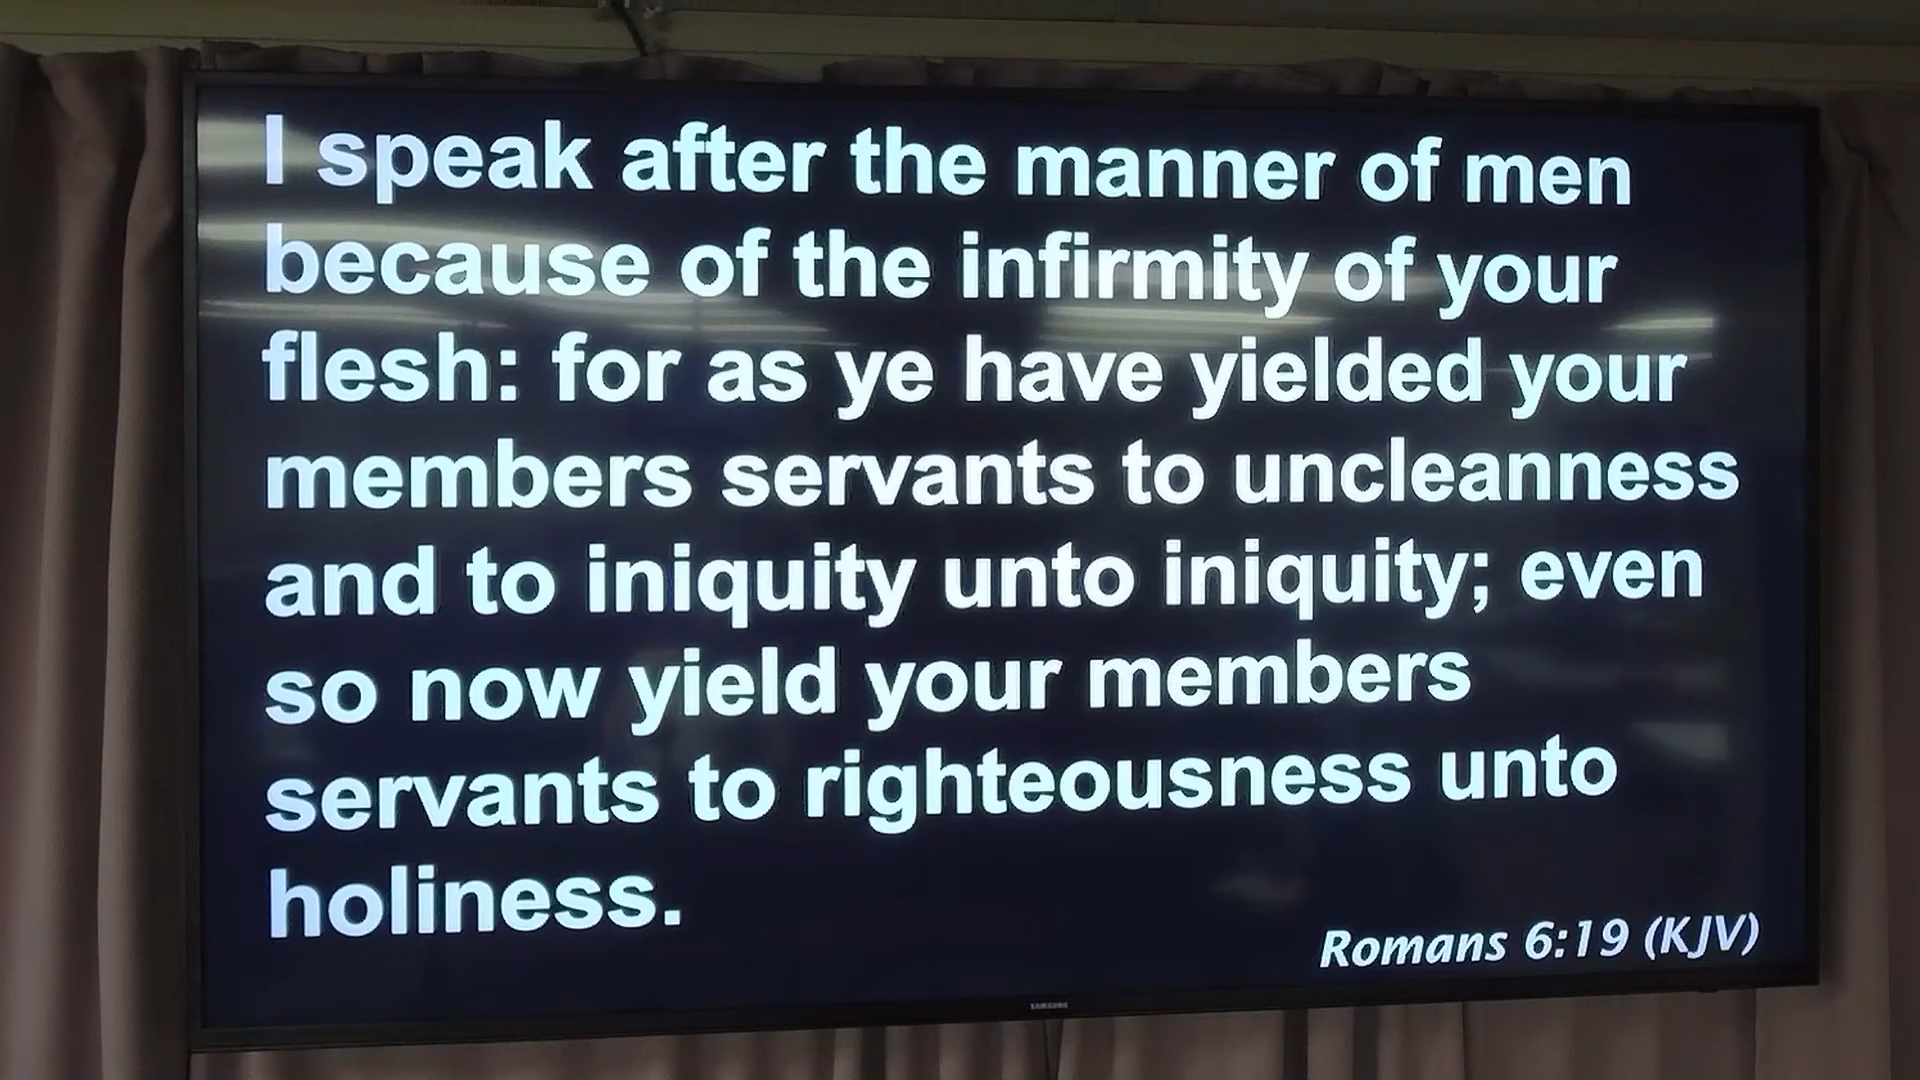 I speak after the manner of men
because of the infirmity of your
flesh: for as ye have yielded your
members servants to uncleanness
and to iniquity unto iniquity; even
so now yield your members
servants to righteousness unto
holiness.
Romans 6:19 (KJV)
SAMSUNG